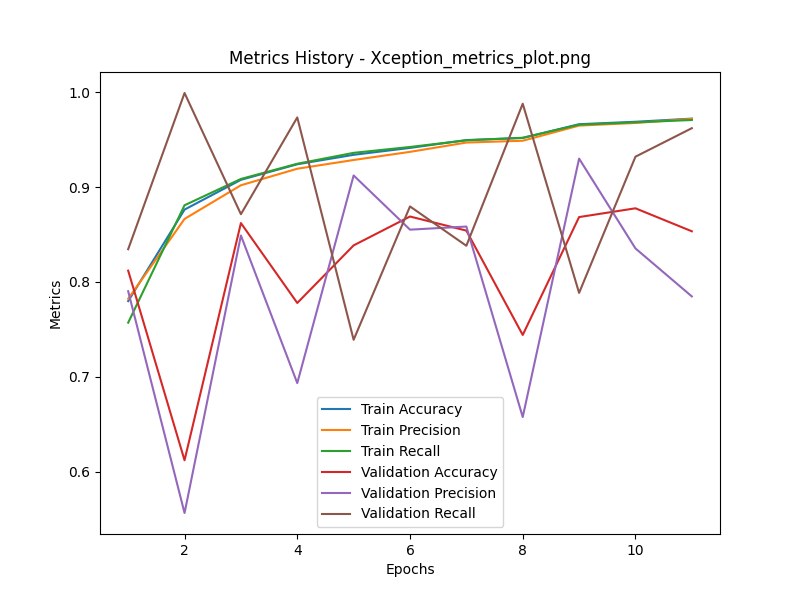 Metrics History - Xception_metrics_plot.png
1.0
0.9
0.8
0.7
0.6
Metrics
Train Accuracy
Train Precision
Train Recall
Validation Accuracy
Validation Precision
Validation Recall
2 4 6 8 10
Epochs